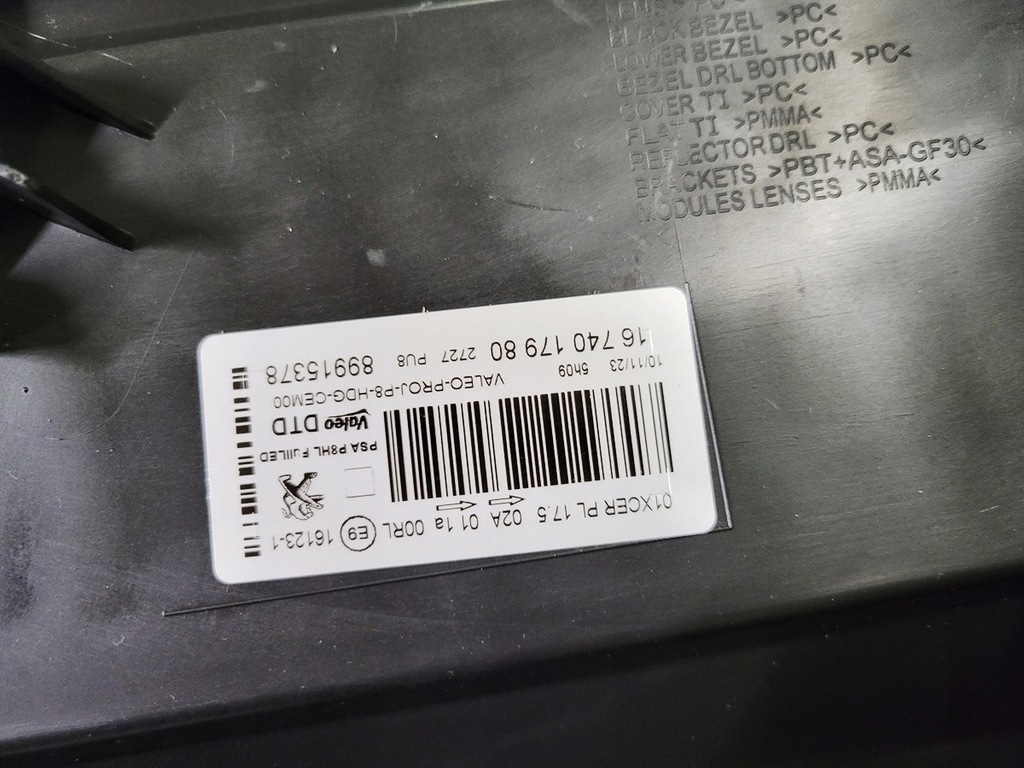 BLACK BEZEL >PC<
LOWER BEZEL >PC<
BEZEL DRL BOTTOM >PC<
COVER TI >PC<
FLAT TI >PMMA<
REFLECTOR DRL >PC<
BRACKETS >PBT+ASA-GF30<
MODULES LENSES >PMMA<
01XCER PL 17.5 02A 01 1a 00RL E9 16123-1
PSA P8HL FullLED
Valeo DTD
VALEO-PROJ-P8-HDG-CEM00
10/11/23 5h09
16 740 179 80 2727 PU8 89915378